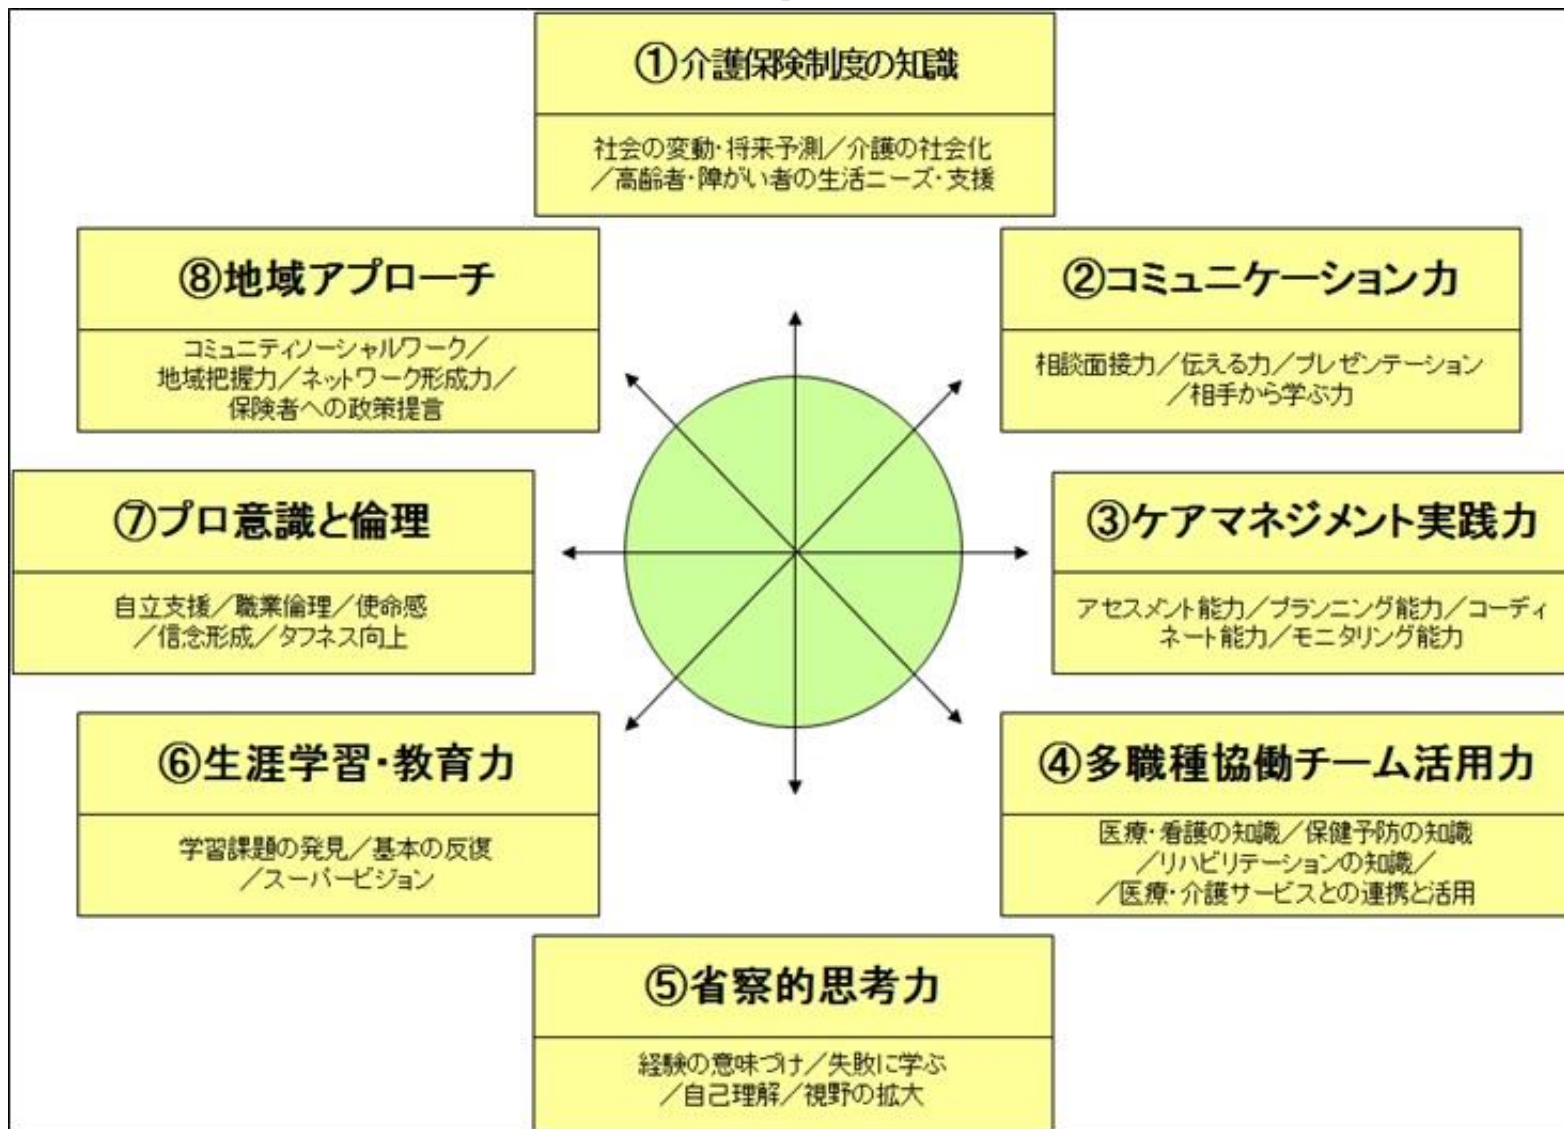 ①介護保険制度の知識
社会の変動・将来予測／介護の社会化
／高齢者・障がい者の生活ニーズ・支援
②コミュニケーション力
相談面接力／伝える力／プレゼンテーション
／相手から学ぶ力
③ケアマネジメント実践力
アセスメント能力／プランニング能力／コーディ
ネート能力／モニタリング能力
④多職種協働チーム活用力
医療・看護の知識／保健予防の知識
／リハビリテーションの知識／
／医療・介護サービスとの連携と活用
⑤省察的思考力
経験の意味づけ／失敗に学ぶ
／自己理解／視野の拡大
⑥生涯学習・教育力
学習課題の発見／基本の反復
／スーパービジョン
⑦プロ意識と倫理
自立支援／職業倫理／使命感
／信念形成／タフネス向上
⑧地域アプローチ
コミュニティソーシャルワーク／
地域把握力／ネットワーク形成力／
保険者への政策提言